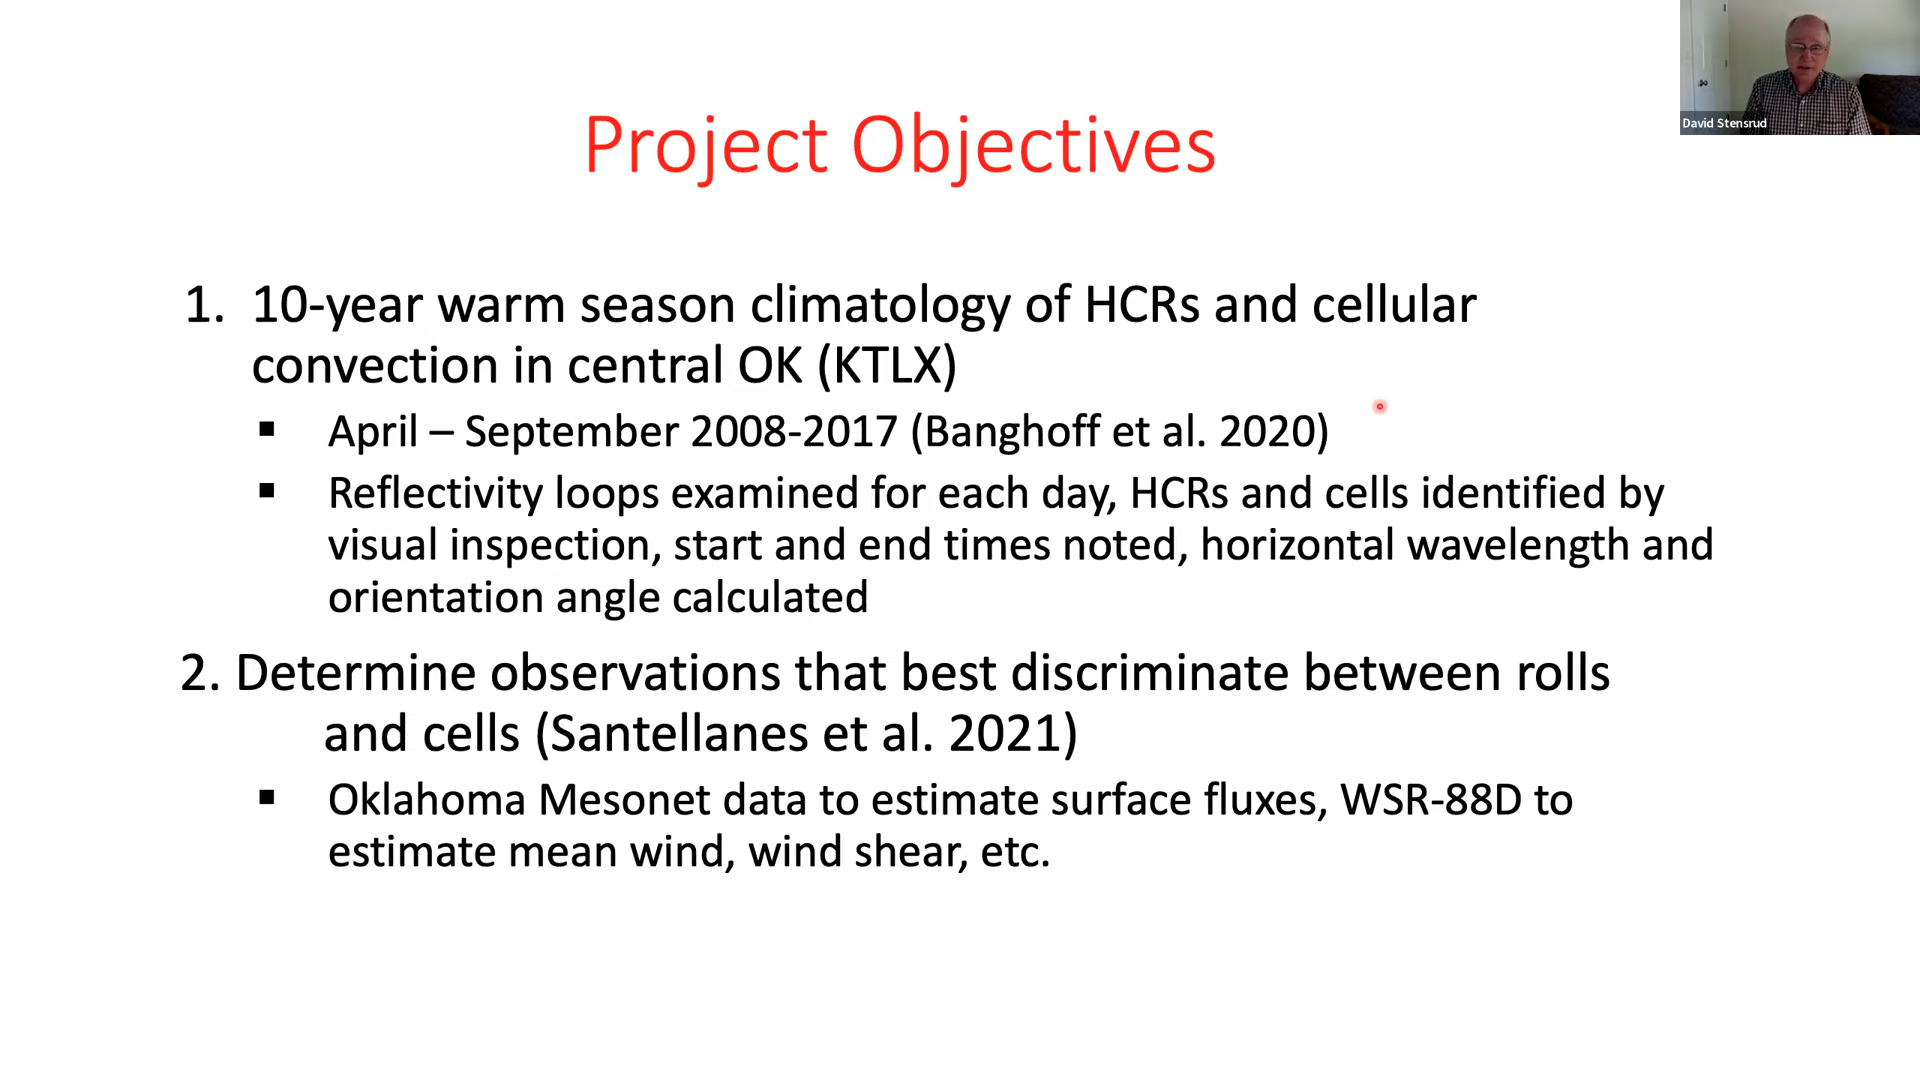 Project Objectives
David Stensrud
1. 10-year warm season climatology of HCRs and cellular
convection in central OK (KTLX)
▪ April – September 2008-2017 (Banghoff et al. 2020)
▪ Reflectivity loops examined for each day, HCRs and cells identified by
visual inspection, start and end times noted, horizontal wavelength and
orientation angle calculated
2. Determine observations that best discriminate between rolls
and cells (Santellanes et al. 2021)
▪ Oklahoma Mesonet data to estimate surface fluxes, WSR-88D to
estimate mean wind, wind shear, etc.